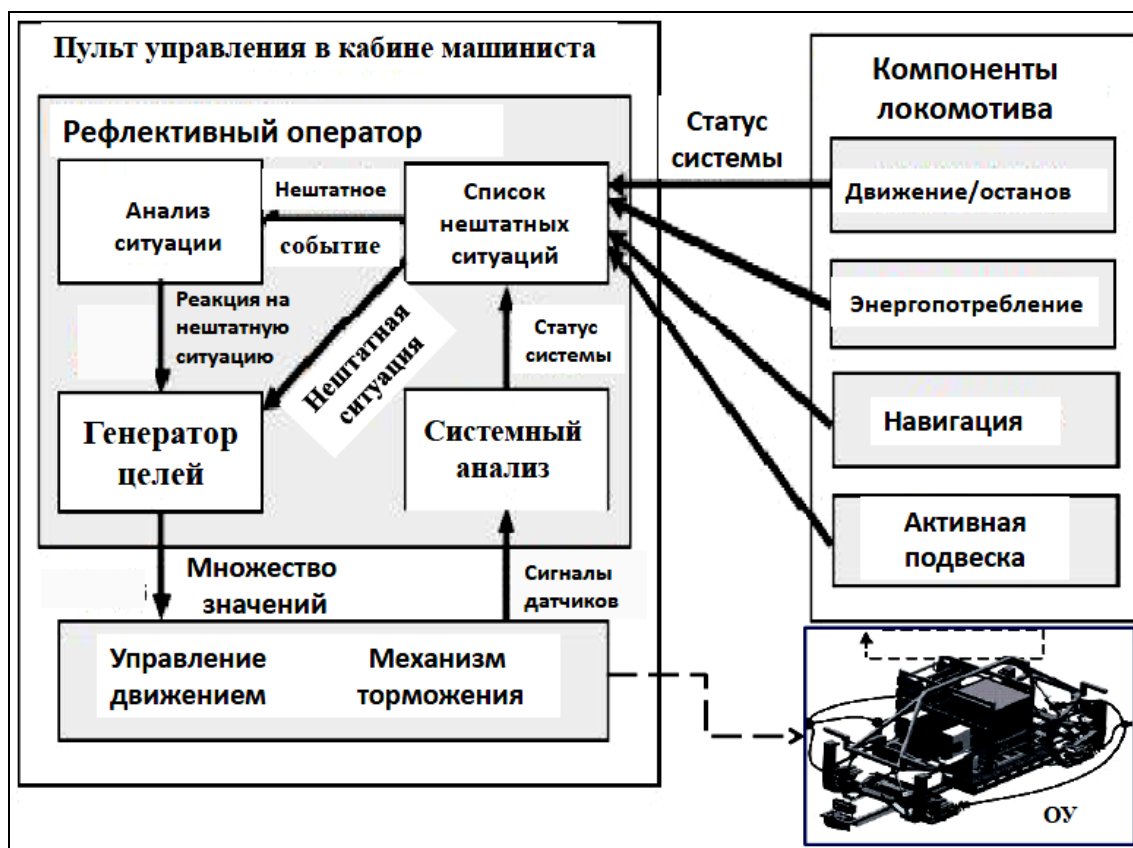 Пульт управления в кабине машиниста
Рефлективный оператор
Анализ
ситуации
Нештатное
событие
Список
нештатных
ситуаций
Реакция на
нештатную
ситуацию
Нештатная
ситуация
Статус
системы
Генератор
целей
Системный
анализ
Множество
значений
Сигналы
датчиков
Управление
движением
Механизм
торможения
Статус
системы
Компоненты
локомотива
Движение/останов
Энергопотребление
Навигация
Активная
подвеска
ОУ